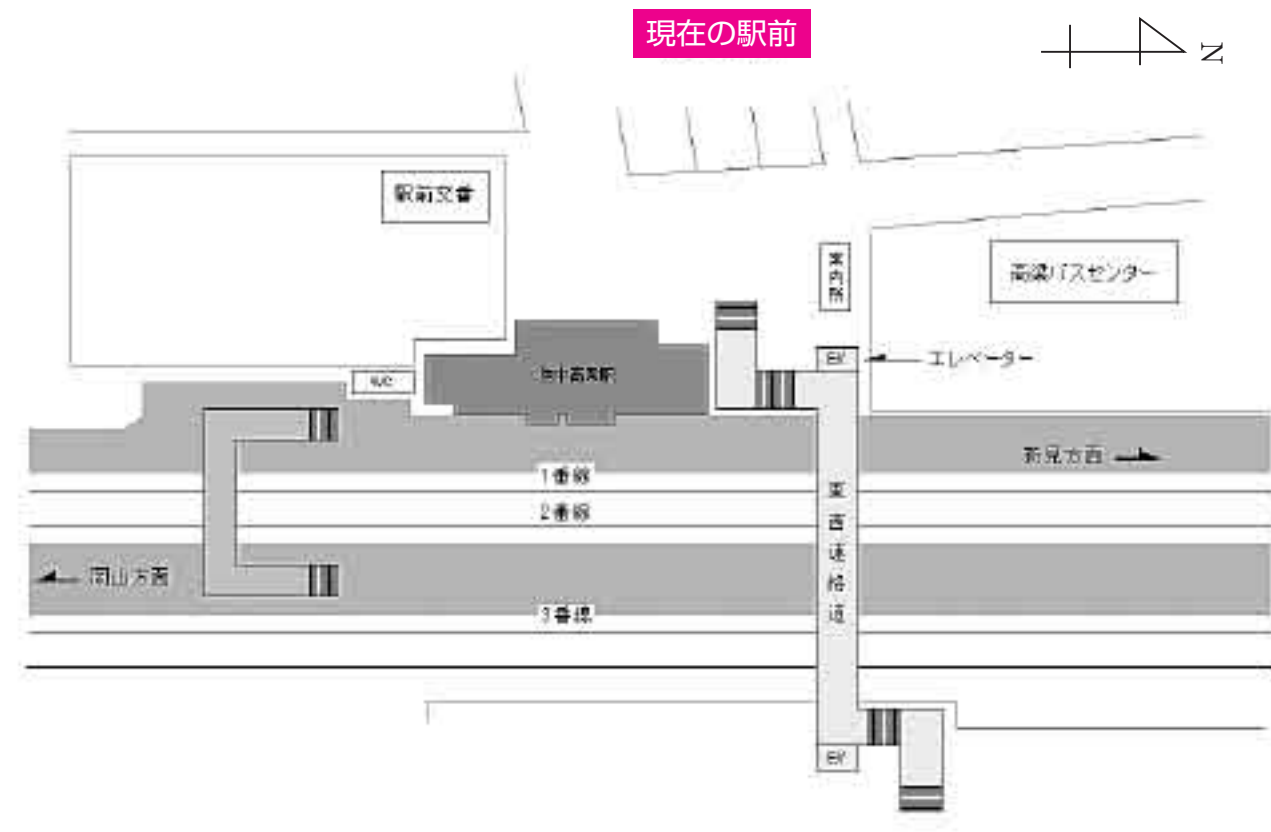 現在の駅前
N
駅前交番
案内所
高梁バスセンター
備中高梁駅
WC
EV
エレベーター
新見方面
1番線
2番線
東西連絡道
岡山方面
3番線
EV